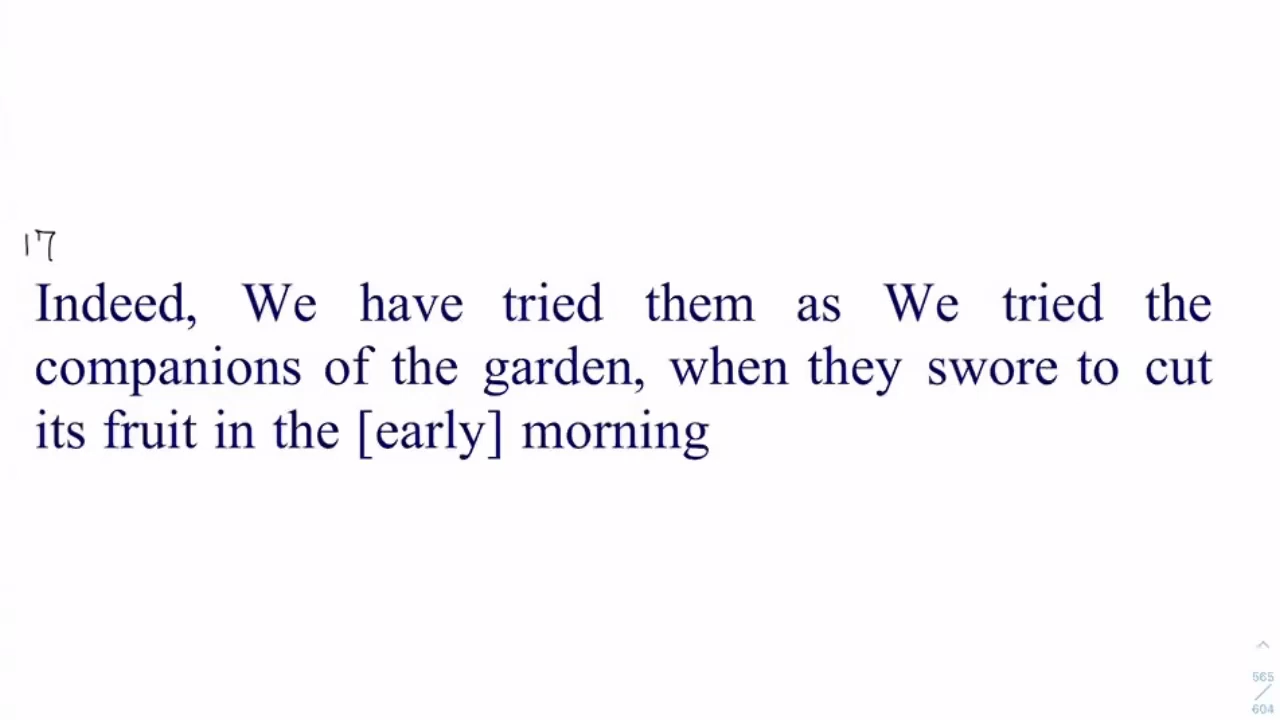 17
Indeed, We have tried them as We tried the
companions of the garden, when they swore to cut
its fruit in the [early] morning
565
604